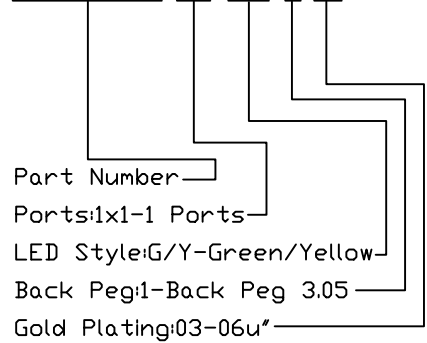 Part Number
Ports:1x1-1 Ports
LED Style:G/Y-Green/Yellow
Back Peg:1-Back Peg 3.05
Gold Plating:03-06u"